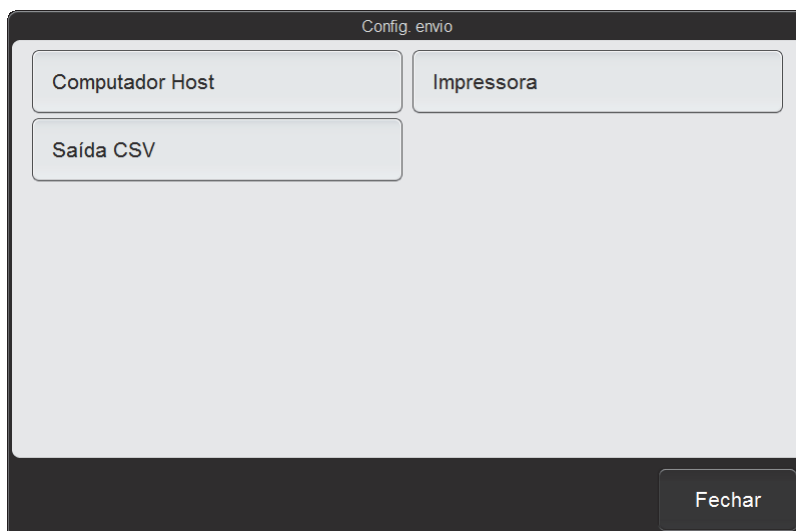 Config. envio
Computador Host
Impressora
Saída CSV
Fechar